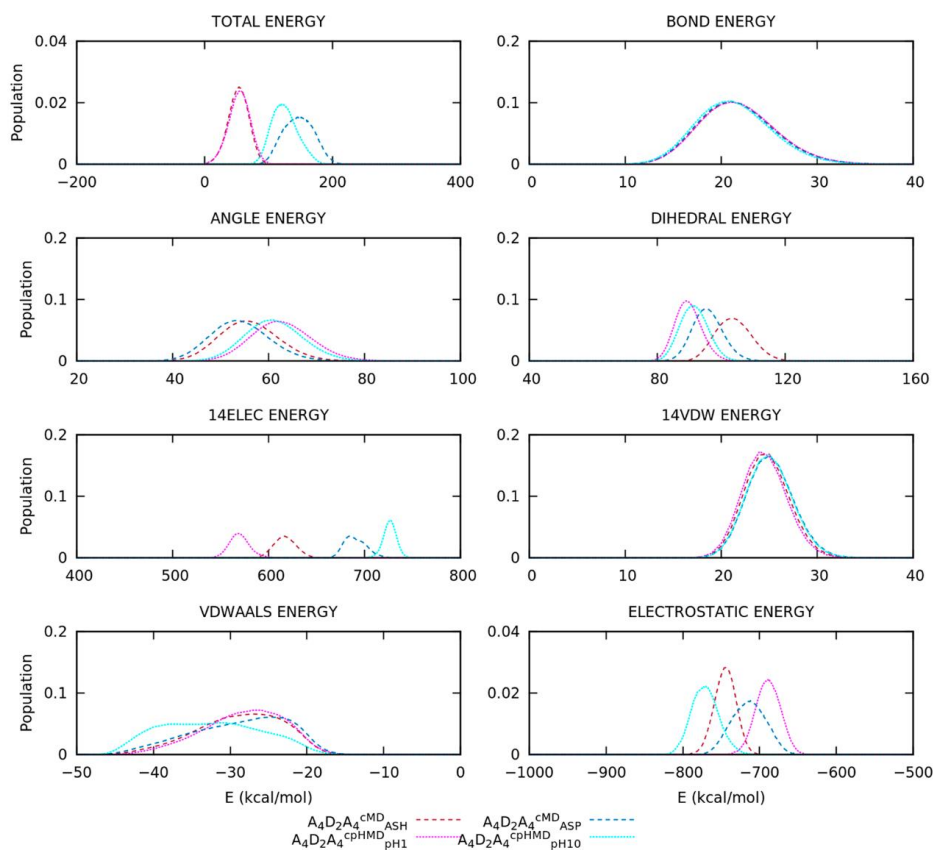 TOTAL ENERGY
BOND ENERGY
Population
0.04
0.02
0
-200 0 200 400
0.2
0.1
0
0 10 20 30 40
ANGLE ENERGY
DIHEDRAL ENERGY
Population
0.2
0.1
0
20 40 60 80 100
0.2
0.1
0
40 80 120 160
14ELEC ENERGY
14VDW ENERGY
Population
0.2
0.1
0
400 500 600 700 800
0.2
0.1
0
0 10 20 30 40
VDWAALS ENERGY
ELECTROSTATIC ENERGY
Population
0.2
0.1
0
−50 −40 −30 −20 −10 0
E (kcal/mol)
0.04
0.02
0
−1000 −900 −800 −700 −600 −500
E (kcal/mol)
A4D2A4cMDASH
A4D2A4cMDASP
A4D2A4cpHMDpH1
A4D2A4cpHMDpH10